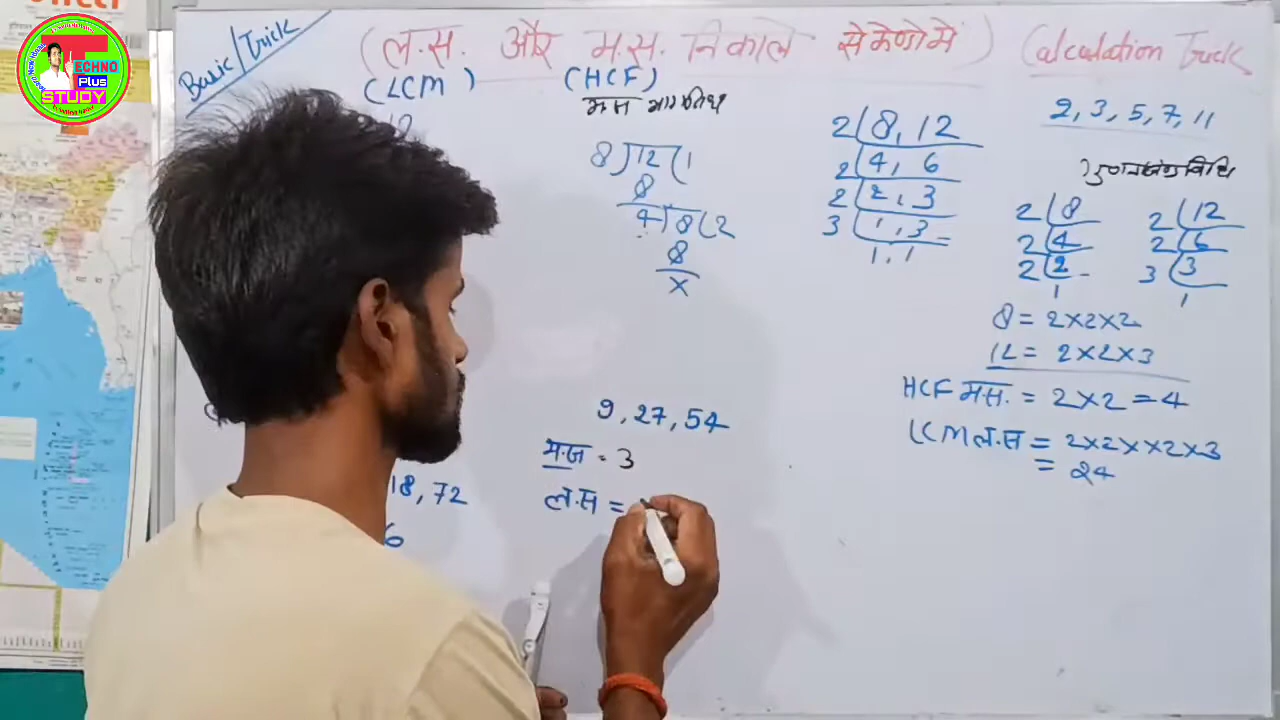 TECHNO
Plus
STUDY
Basic/Trick
(ल.स. और म.स. निकाले सेकेण्डो में) Calculation Trick
(LCM) (HCF)
12
8 ) 12 ( 1
8
4 ) 8 ( 2
8
x
2 | 8, 12
2 | 4, 6
2 | 2, 3
3 | 1, 3
1, 1
2, 3, 5, 7, 11
2 | 8
2 | 4
2 | 2
1
2 | 12
2 | 6
3 | 3
1
8 = 2×2×2
12 = 2×2×3
HCF म.स. = 2×2 = 4
LCM ल.स = 2×2××2×3
= 24
9, 27, 54
= 3
ल.स =
18, 72
6